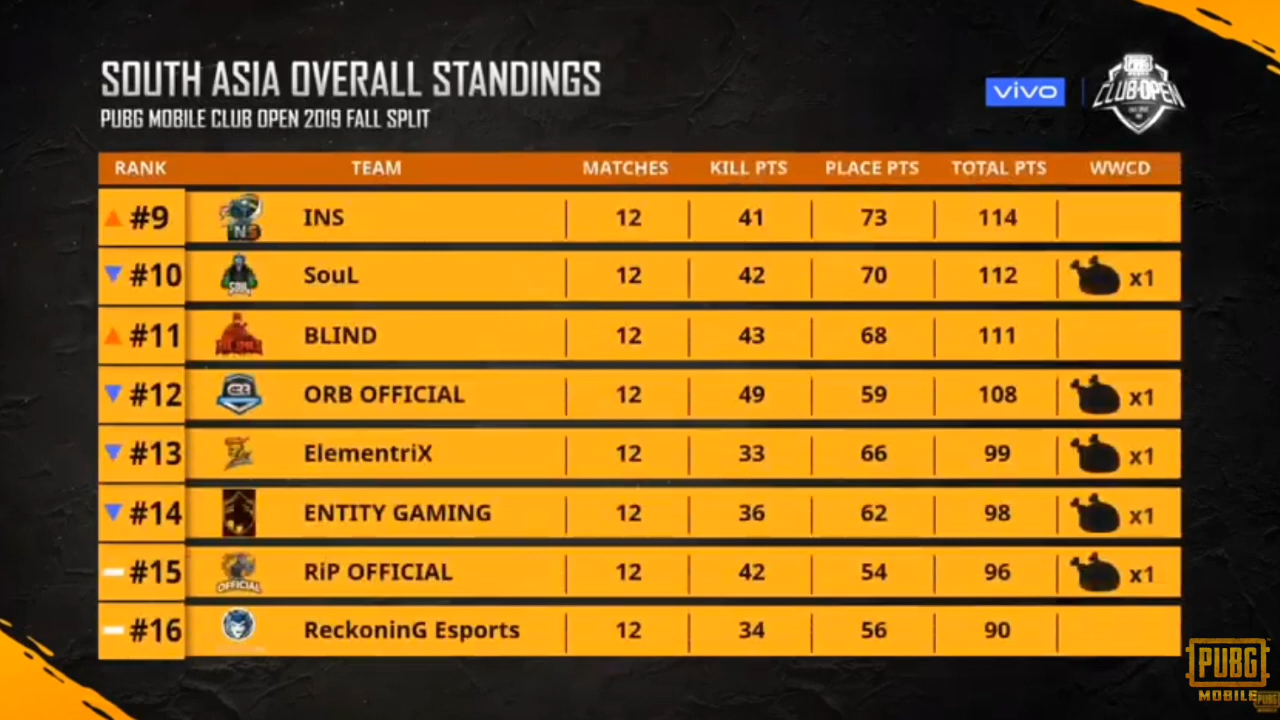 SOUTH ASIA OVERALL STANDINGS
PUBG MOBILE CLUB OPEN 2019 FALL SPLIT
vivo
PUBG
MOBILE
CLUB OPEN
RANK TEAM MATCHES KILL PTS PLACE PTS TOTAL PTS WWCD
#9 INS 12 41 73 114
#10 SouL 12 42 70 112 x1
#11 BLIND 12 43 68 111
#12 ORB OFFICIAL 12 49 59 108 x1
#13 ElementriX 12 33 66 99 x1
#14 ENTITY GAMING 12 36 62 98 x1
#15 RiP OFFICIAL 12 42 54 96 x1
OFFICIAL
#16 ReckoninG Esports 12 34 56 90
PUBG
MOBILE
PUBG